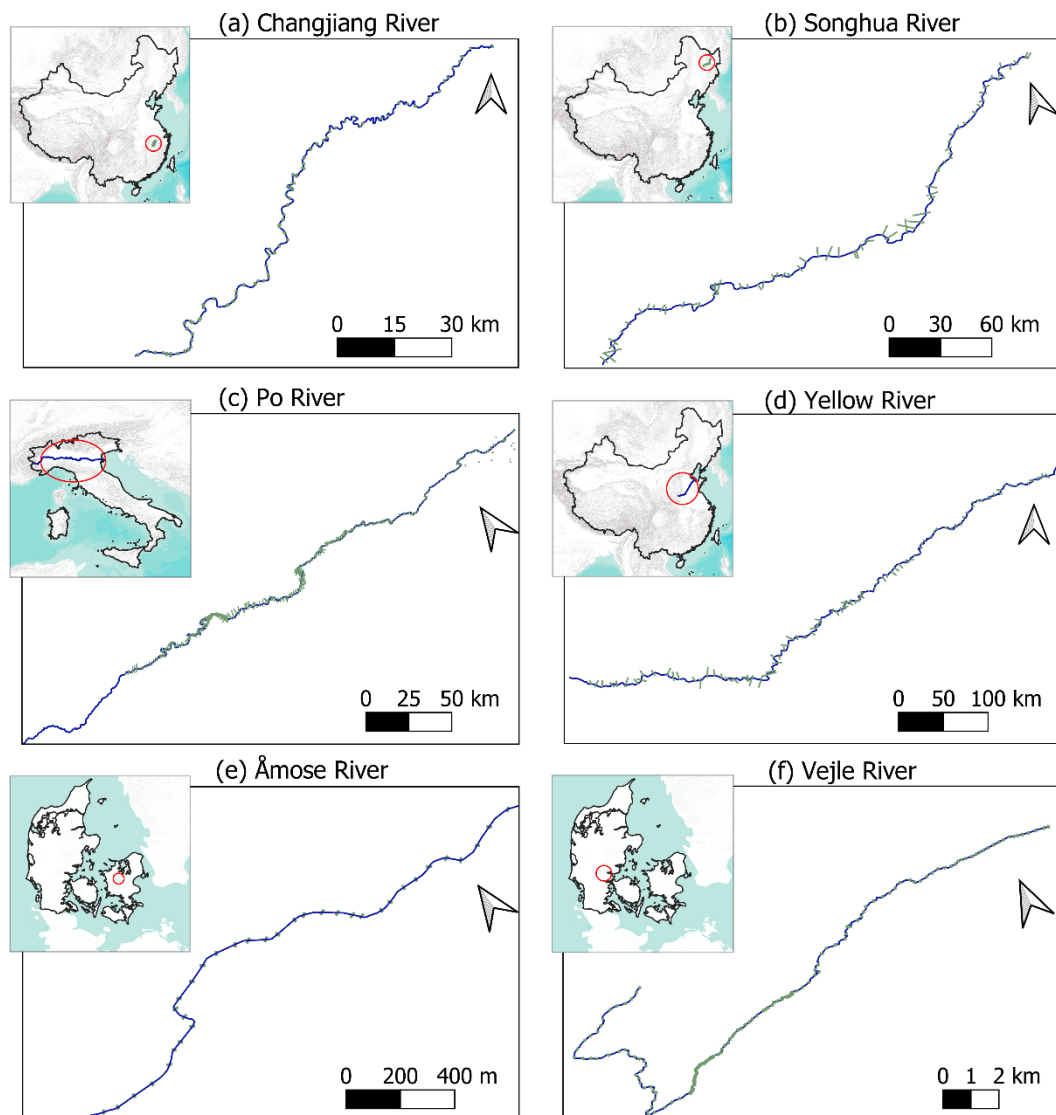 (a) Changjiang River
0 15 30 km
(b) Songhua River
0 30 60 km
(c) Po River
0 25 50 km
(d) Yellow River
0 50 100 km
(e) Åmose River
0 200 400 m
(f) Vejle River
0 1 2 km